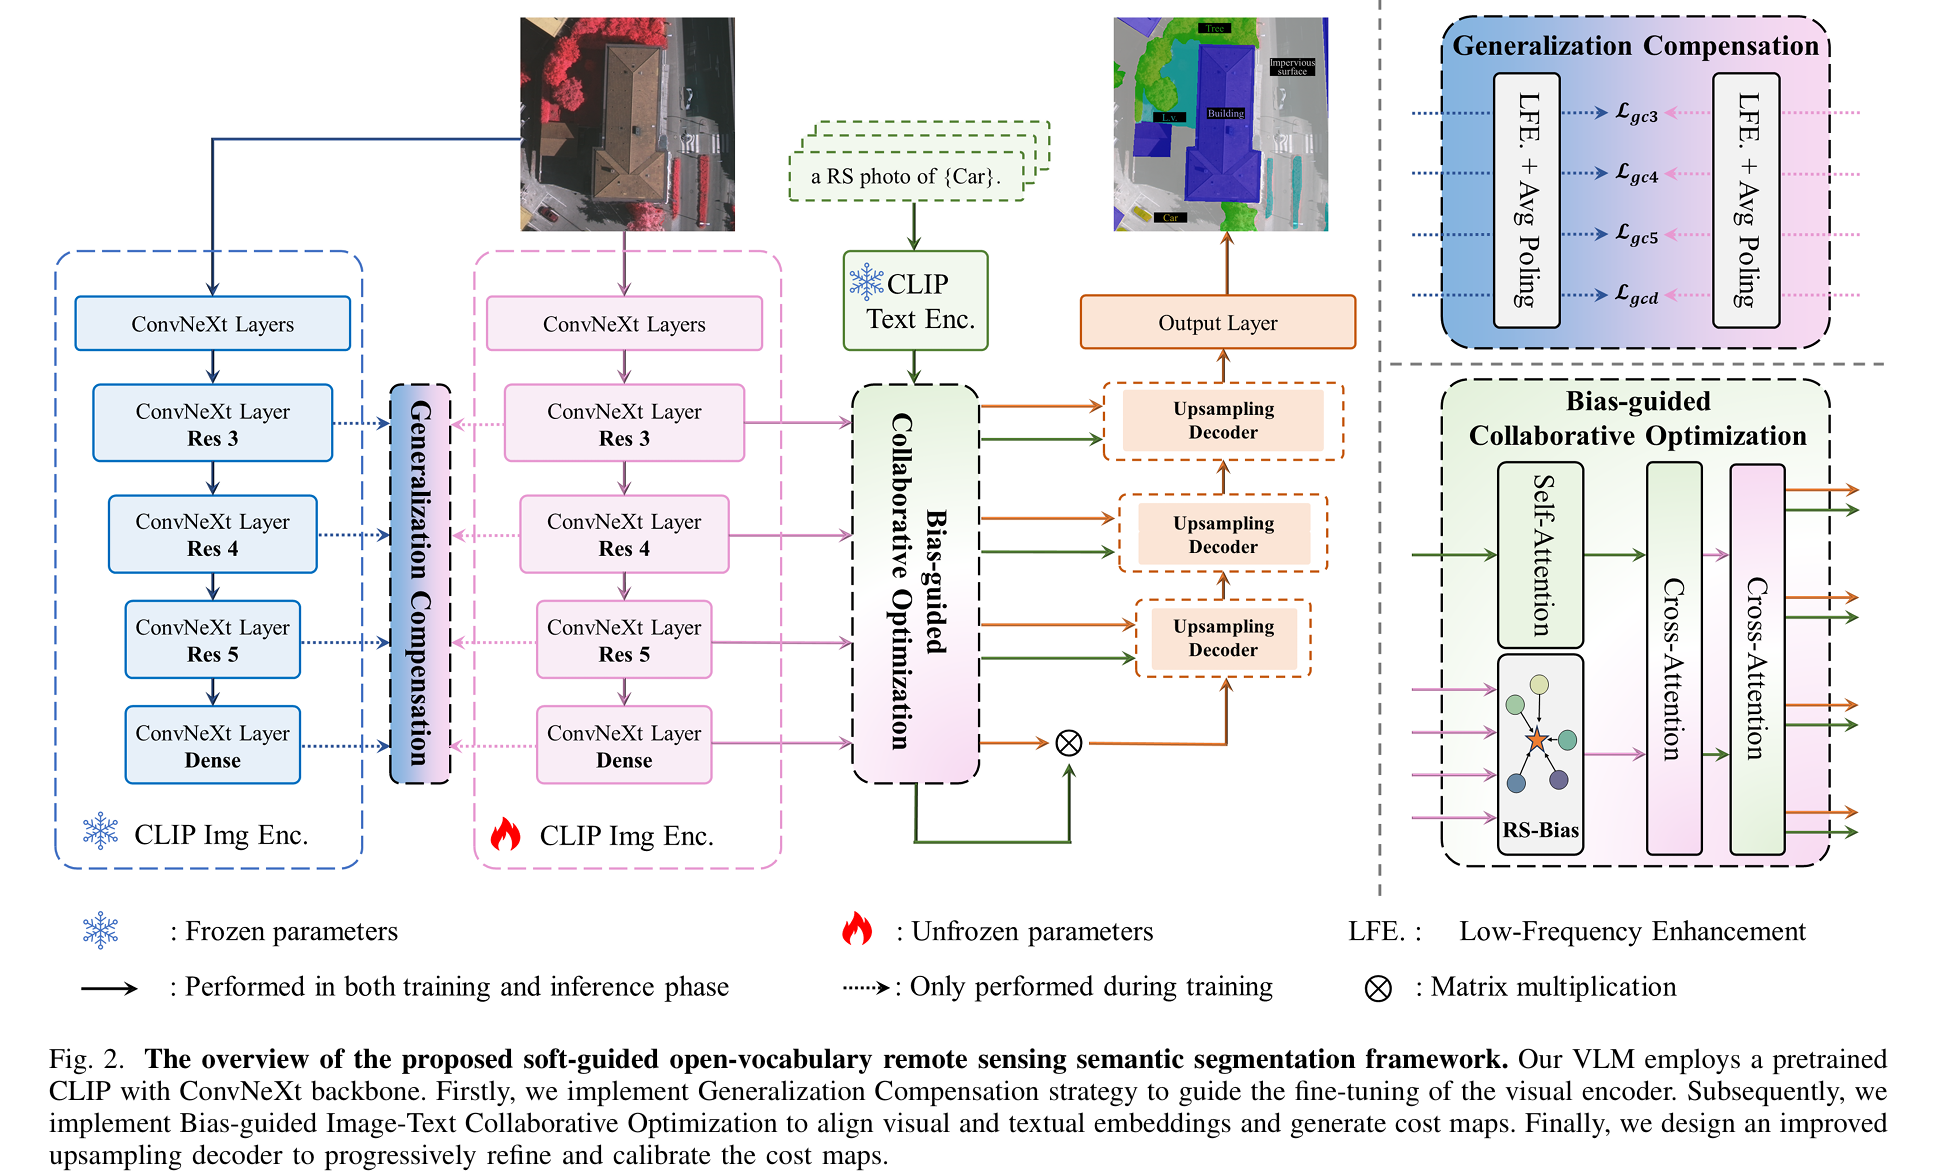 Tree
Impervious
surface
Building
L.v.
Car
a RS photo of {Car}.
CLIP
Text Enc.
ConvNeXt Layers
ConvNeXt Layer
Res 3
ConvNeXt Layer
Res 4
ConvNeXt Layer
Res 5
ConvNeXt Layer
Dense
CLIP Img Enc.
Generalization Compensation
ConvNeXt Layers
ConvNeXt Layer
Res 3
ConvNeXt Layer
Res 4
ConvNeXt Layer
Res 5
ConvNeXt Layer
Dense
CLIP Img Enc.
Bias-guided
Collaborative Optimization
Output Layer
Upsampling
Decoder
Upsampling
Decoder
Upsampling
Decoder
Generalization Compensation
LFE. + Avg Poling
ℒgc3
ℒgc4
ℒgc5
ℒgcd
LFE. + Avg Poling
Bias-guided
Collaborative Optimization
Self-Attention
RS-Bias
Cross-Attention
Cross-Attention
: Frozen parameters
: Unfrozen parameters
LFE. : Low-Frequency Enhancement
: Performed in both training and inference phase
: Only performed during training
: Matrix multiplication
Fig. 2. The overview of the proposed soft-guided open-vocabulary remote sensing semantic segmentation framework. Our VLM employs a pretrained
CLIP with ConvNeXt backbone. Firstly, we implement Generalization Compensation strategy to guide the fine-tuning of the visual encoder. Subsequently, we
implement Bias-guided Image-Text Collaborative Optimization to align visual and textual embeddings and generate cost maps. Finally, we design an improved
upsampling decoder to progressively refine and calibrate the cost maps.